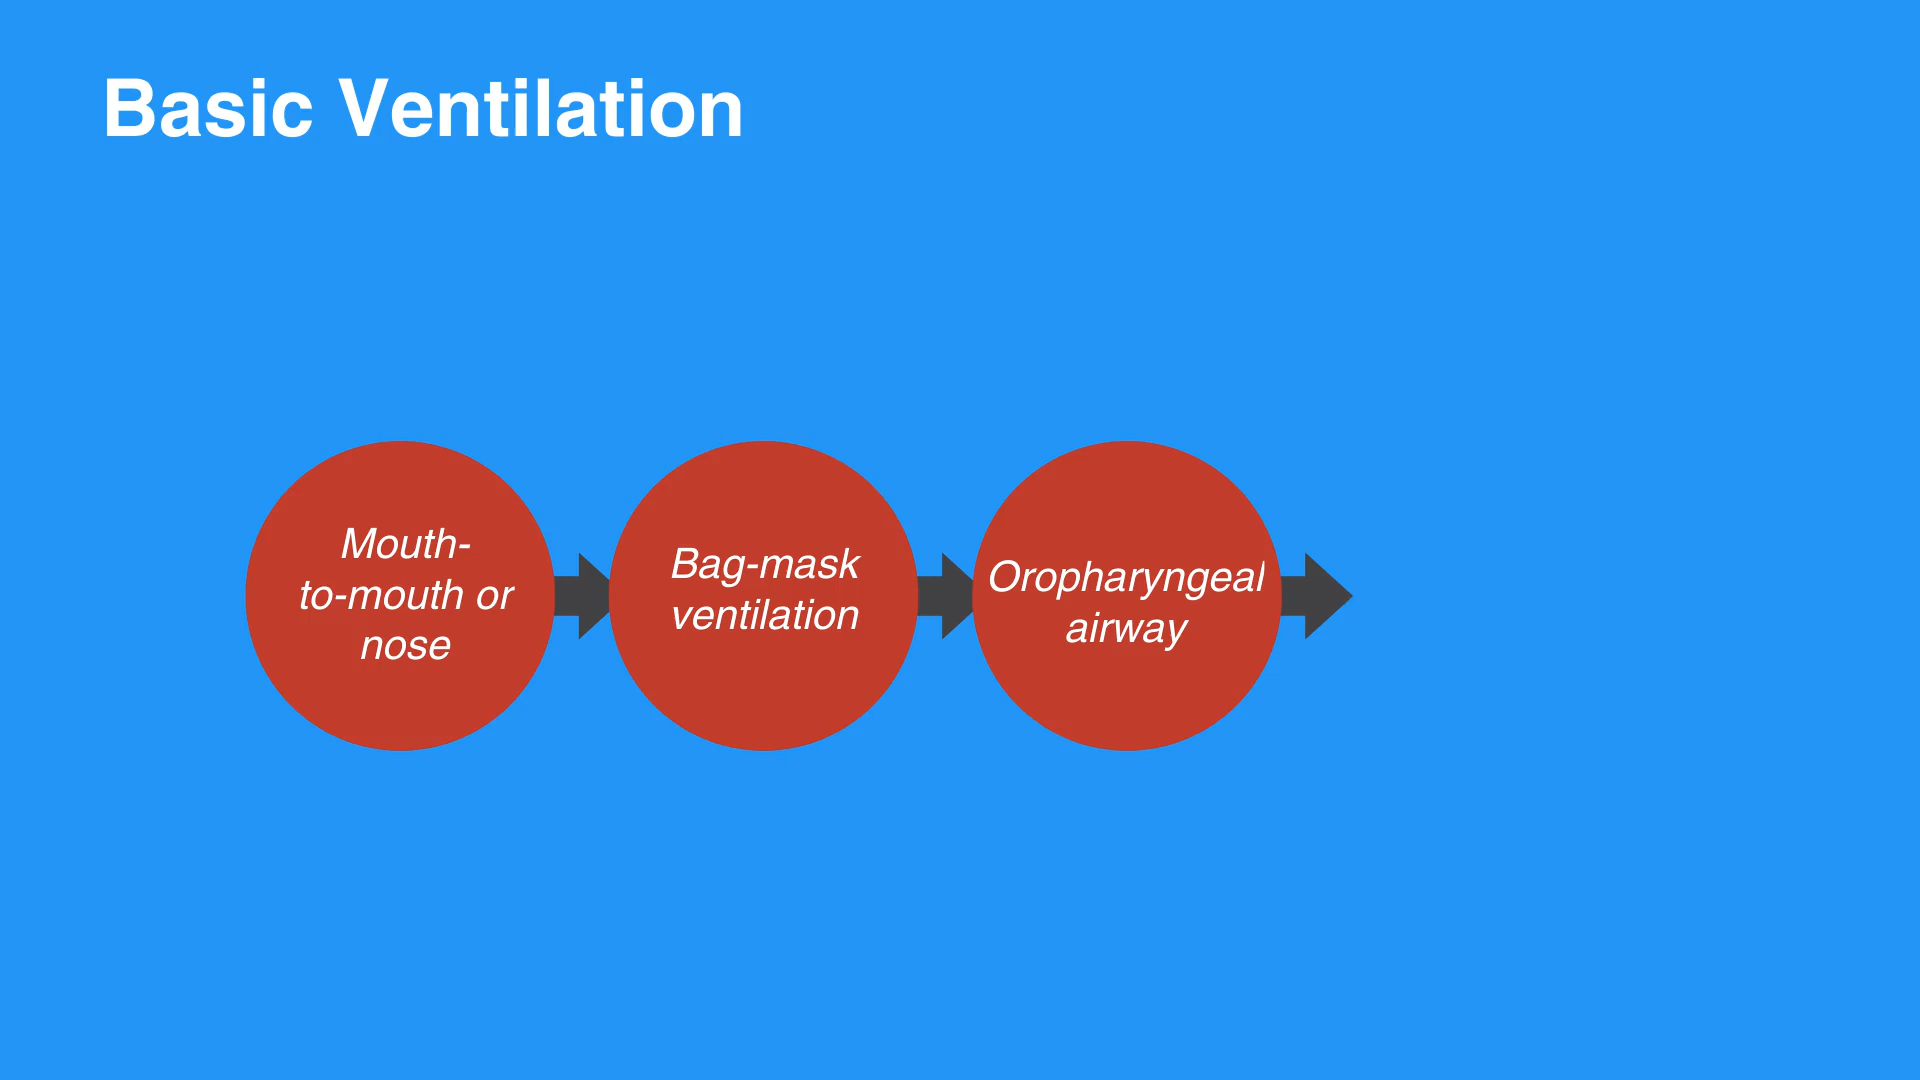 Basic Ventilation
Mouth-
to-mouth or
nose
Bag-mask
ventilation
Oropharyngeal
airway